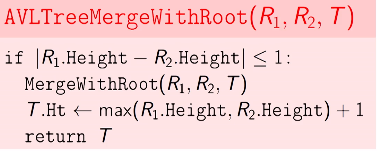 AVLTreeMergeWithRoot(R₁, R₂, T)
if |R₁.Height − R₂.Height| ≤ 1:
MergeWithRoot(R₁, R₂, T)
T.Ht ← max(R₁.Height, R₂.Height) + 1
return T